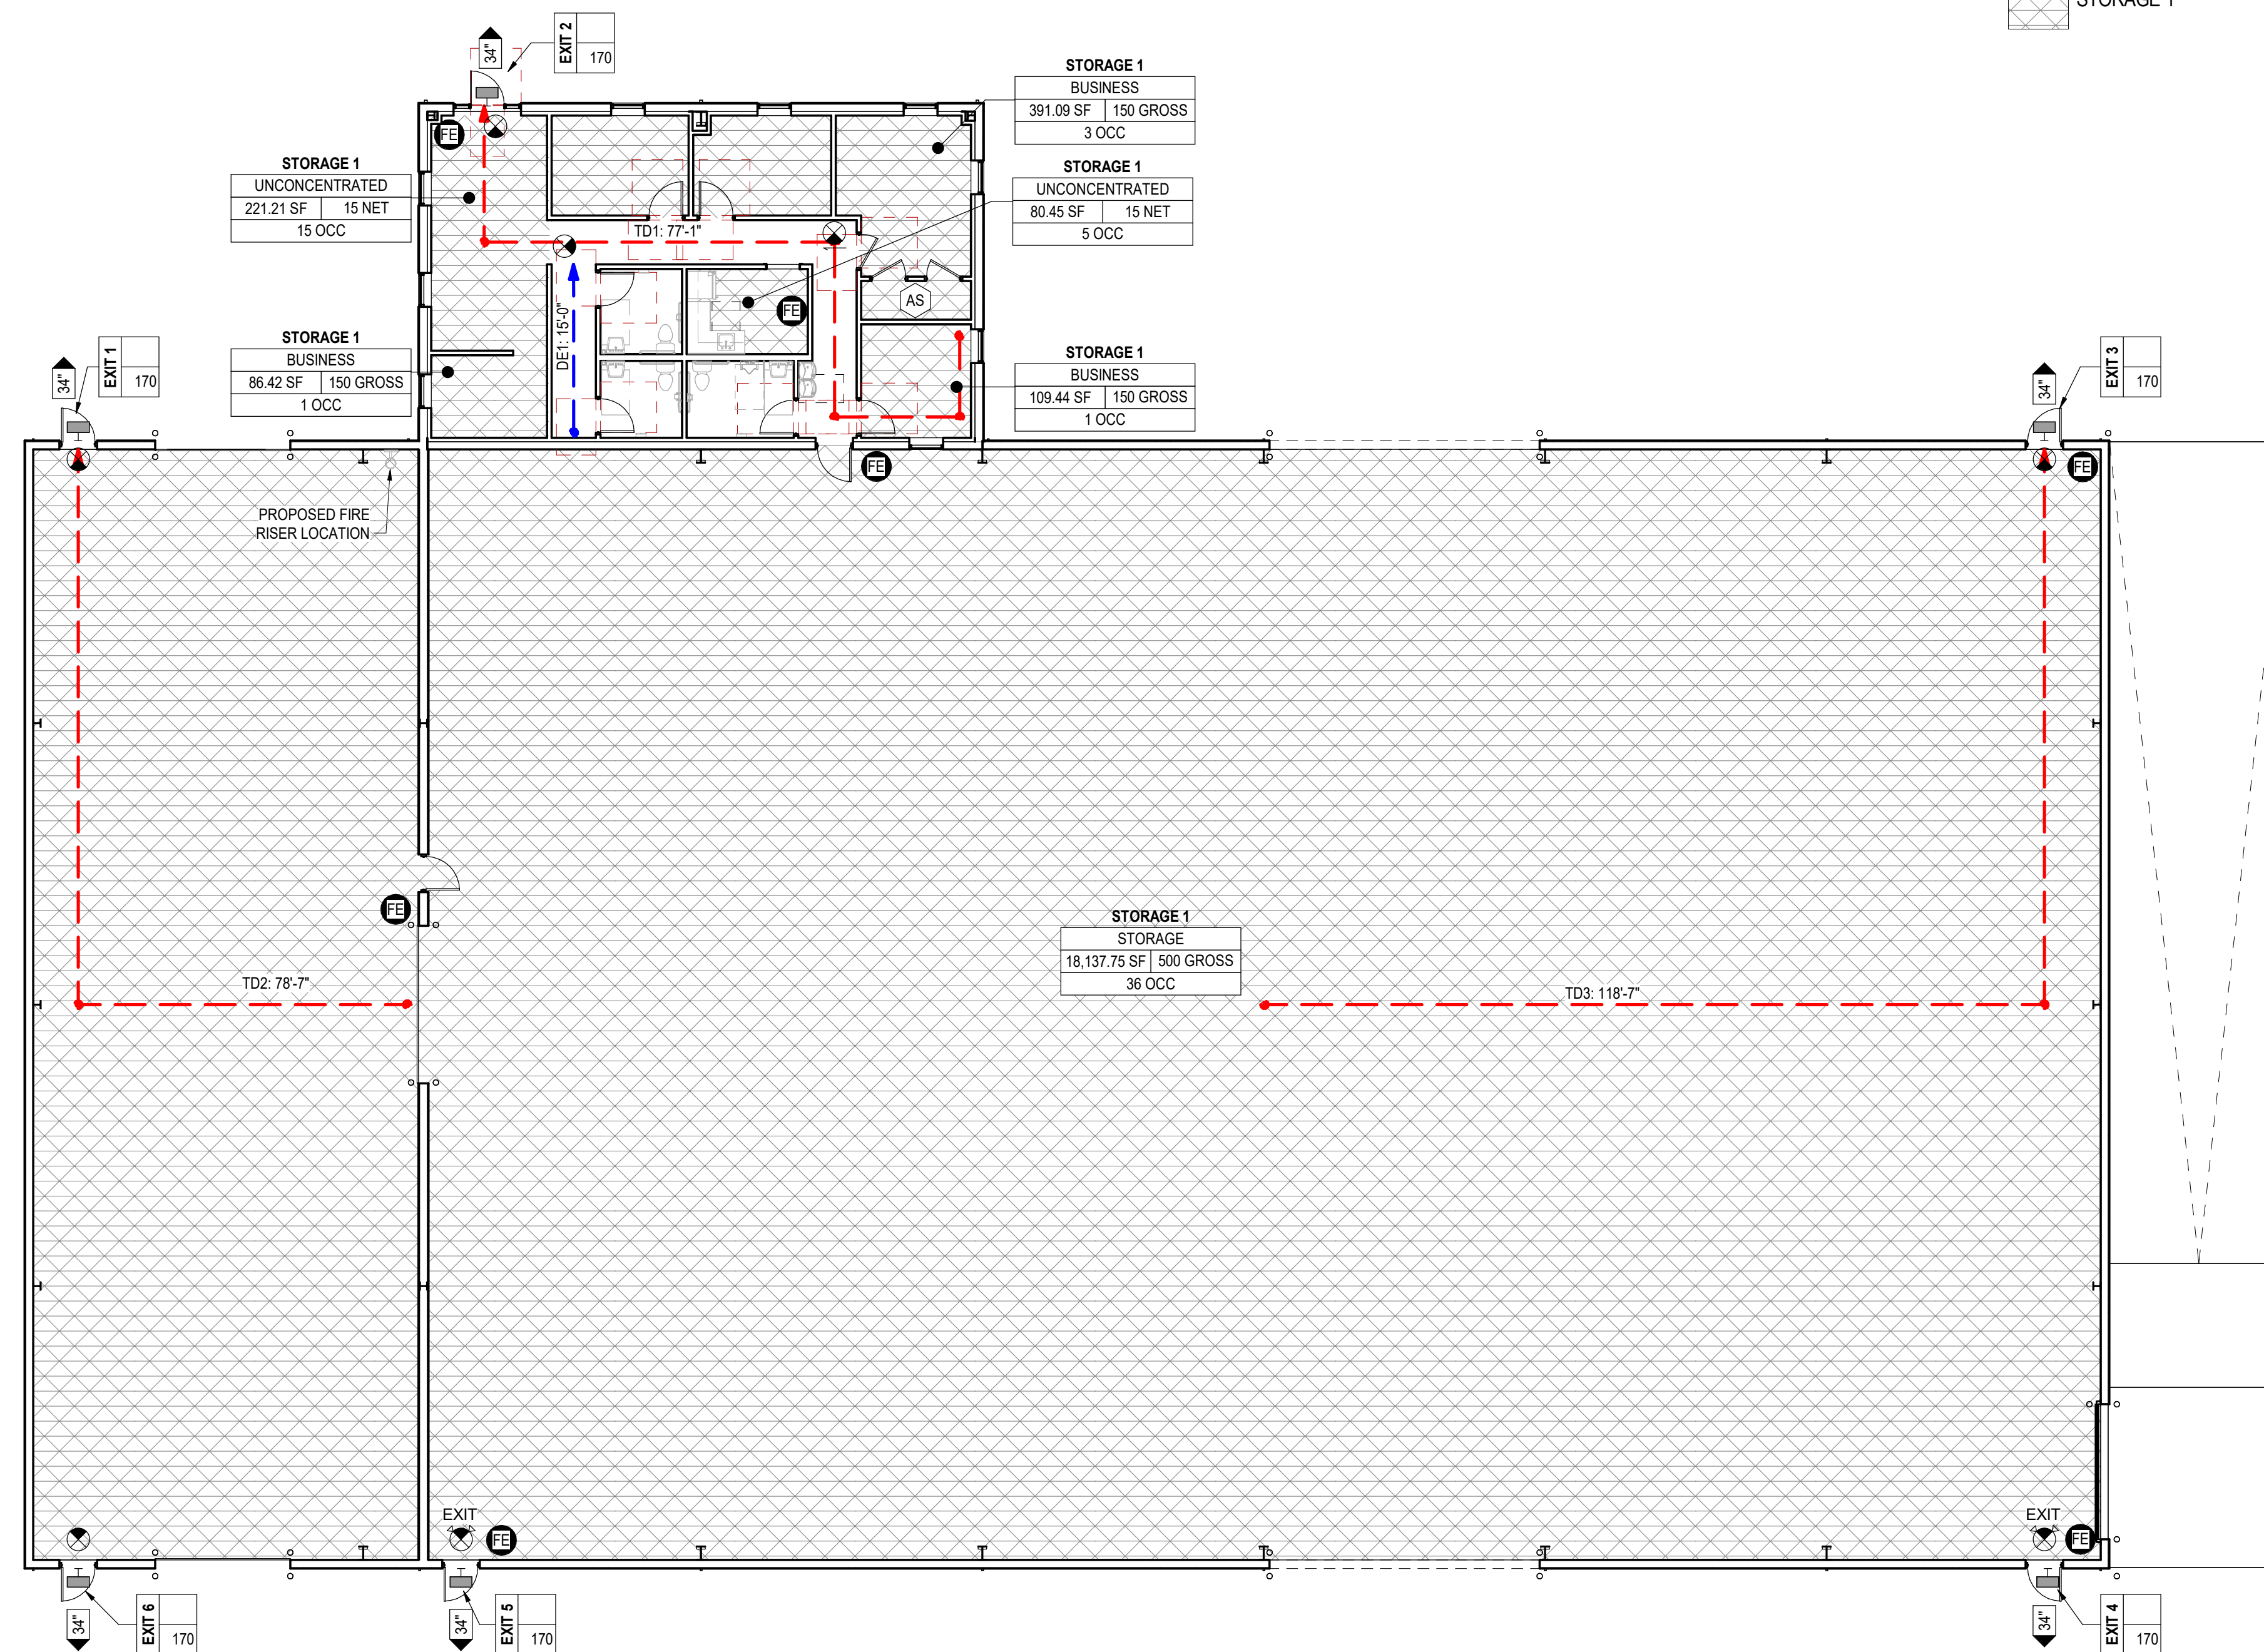 STORAGE 1
EXIT 2
170
34"
STORAGE 1
BUSINESS
391.09 SF 150 GROSS
3 OCC
FE
STORAGE 1
UNCONCENTRATED
221.21 SF 15 NET
15 OCC
STORAGE 1
UNCONCENTRATED
80.45 SF 15 NET
5 OCC
TD1: 77'-1"
AS
FE
DE1: 15'-0"
STORAGE 1
BUSINESS
86.42 SF 150 GROSS
1 OCC
STORAGE 1
BUSINESS
109.44 SF 150 GROSS
1 OCC
EXIT 1
170
34"
EXIT 3
170
34"
FE
FE
PROPOSED FIRE
RISER LOCATION
FE
STORAGE 1
STORAGE
18,137.75 SF 500 GROSS
36 OCC
TD2: 78'-7"
TD3: 118'-7"
EXIT
FE
EXIT
FE
34"
EXIT 6
170
34"
EXIT 5
170
34"
EXIT 4
170